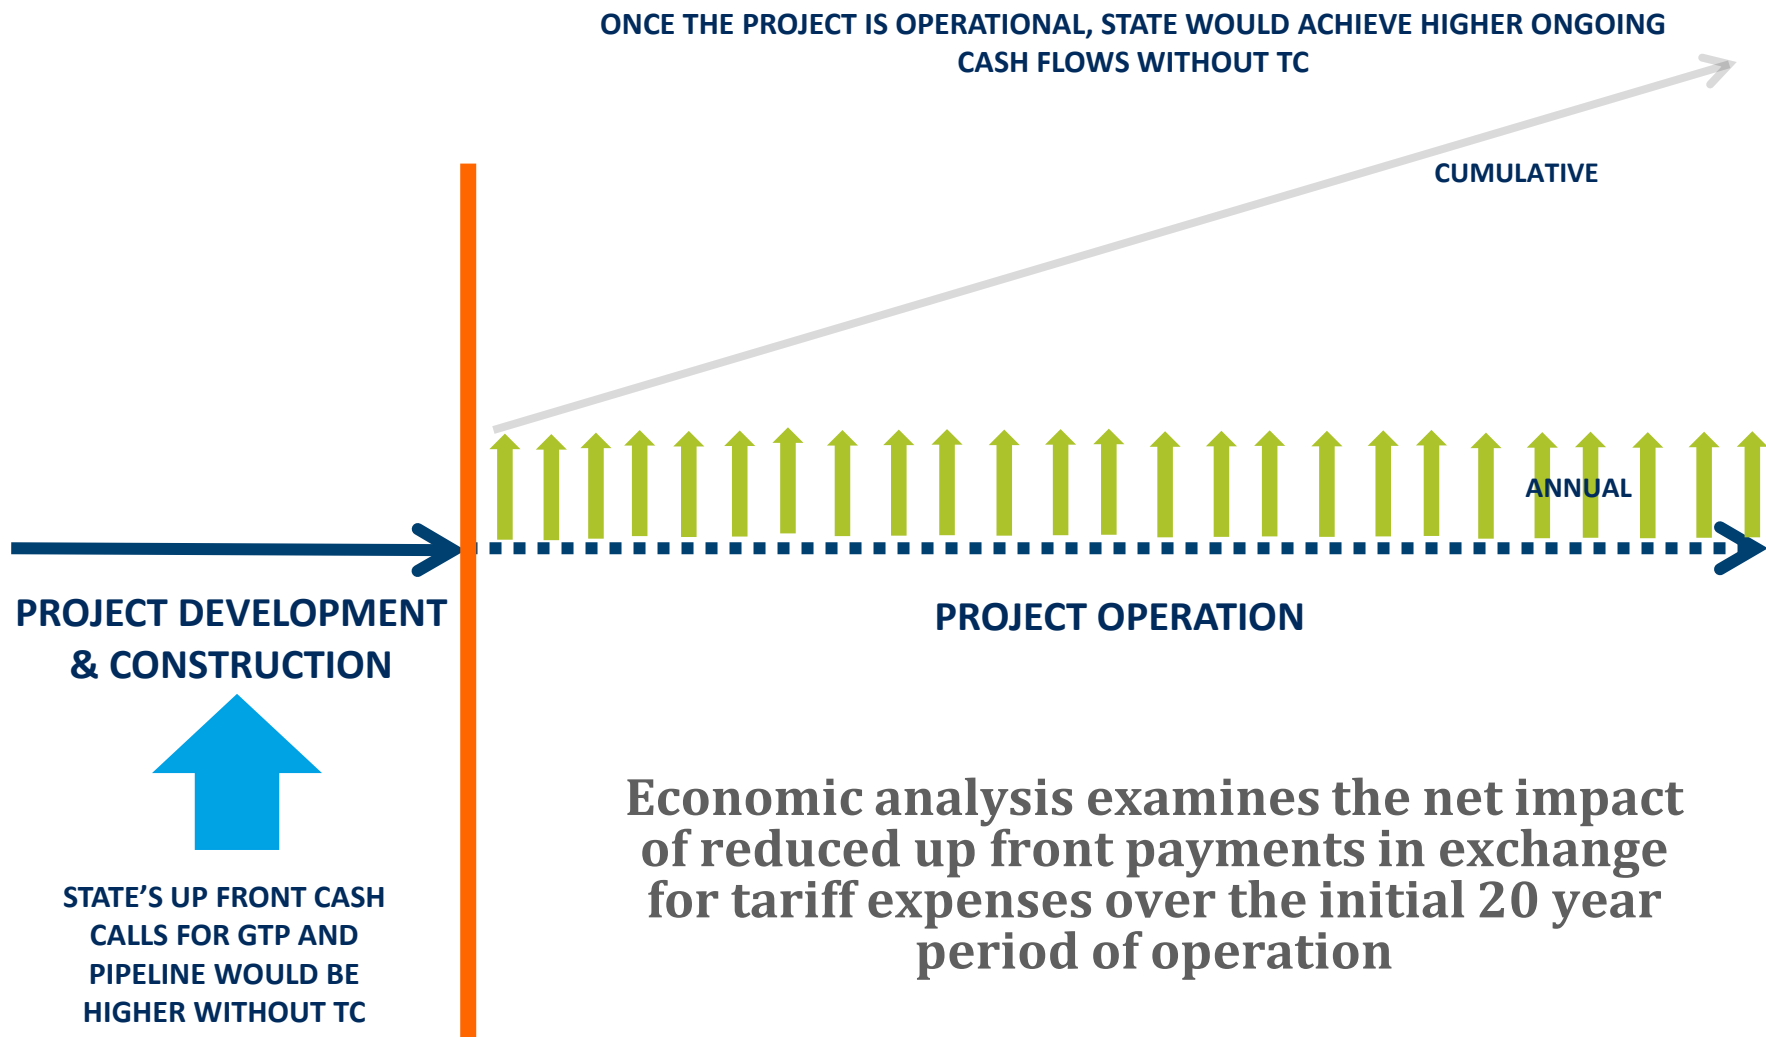 ONCE THE PROJECT IS OPERATIONAL, STATE WOULD ACHIEVE HIGHER ONGOING
CASH FLOWS WITHOUT TC
CUMULATIVE
ANNUAL
PROJECT DEVELOPMENT
& CONSTRUCTION
PROJECT OPERATION
STATE’S UP FRONT CASH
CALLS FOR GTP AND
PIPELINE WOULD BE
HIGHER WITHOUT TC
Economic analysis examines the net impact
of reduced up front payments in exchange
for tariff expenses over the initial 20 year
period of operation